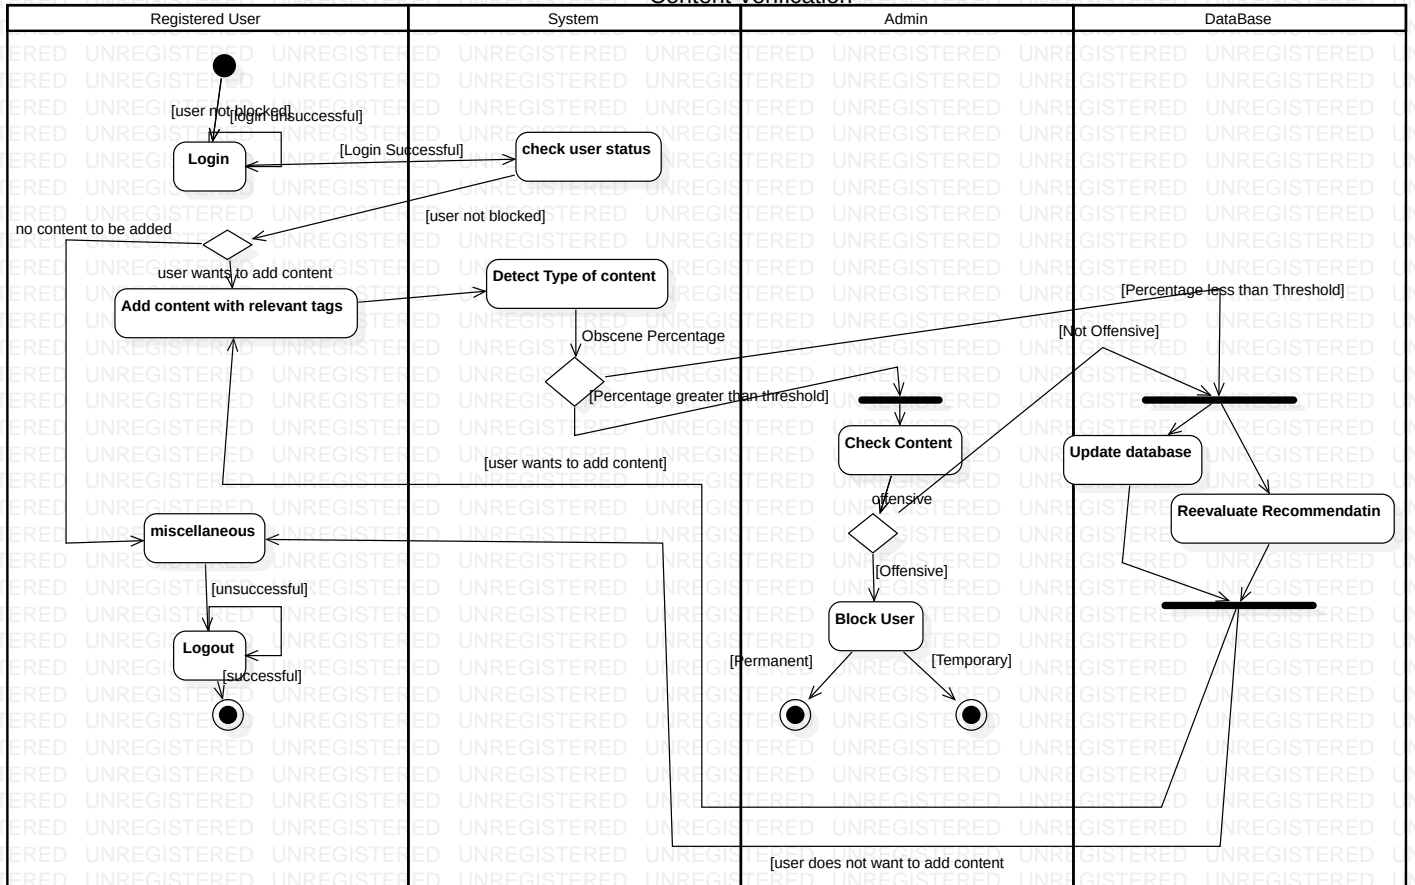 Content Verification
Registered User
System
Admin
DataBase
[user not blocked]
[login unsuccessful]
Login
[Login Successful]
check user status
[user not blocked]
no content to be added
user wants to add content
Add content with relevant tags
Detect Type of content
Obscene Percentage
[Percentage less than Threshold]
[Not Offensive]
[Percentage greater than threshold]
Check Content
Update database
[user wants to add content]
offensive
Reevaluate Recommendatin
miscellaneous
[Offensive]
[unsuccessful]
Block User
Logout
[Permanent]
[Temporary]
[successful]
[user does not want to add content
UNREGISTERED